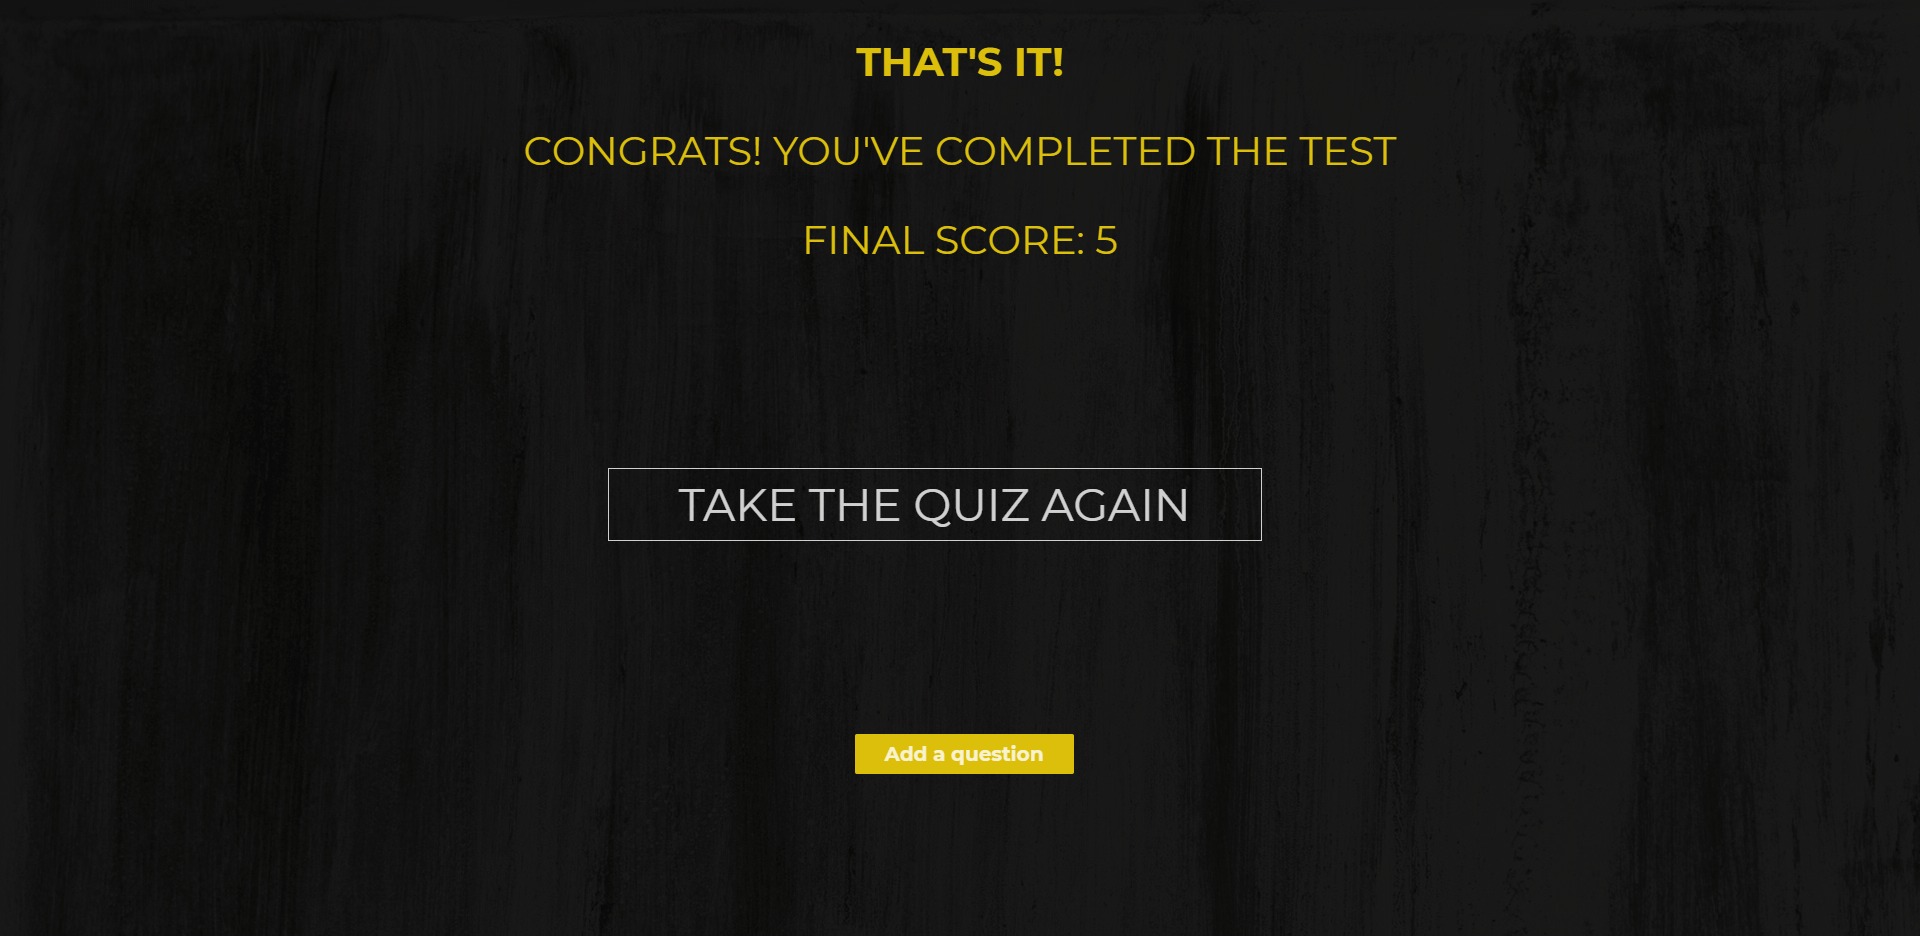 THAT'S IT!
CONGRATS! YOU'VE COMPLETED THE TEST
FINAL SCORE: 5
TAKE THE QUIZ AGAIN
Add a question